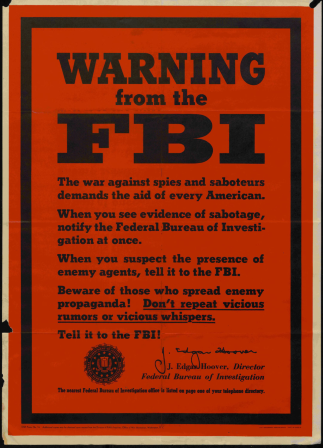 WARNING
from the
FBI
The war against spies and saboteurs
demands the aid of every American.
When you see evidence of sabotage,
notify the Federal Bureau of Investi-
gation at once.
When you suspect the presence of
enemy agents, tell it to the FBI.
Beware of those who spread enemy
propaganda! Don't repeat vicious
rumors or vicious whispers.
Tell it to the FBI!
J. Edgar Hoover
J. Edgar Hoover, Director
Federal Bureau of Investigation
The nearest Federal Bureau of Investigation office is listed on page one of your telephone directory.